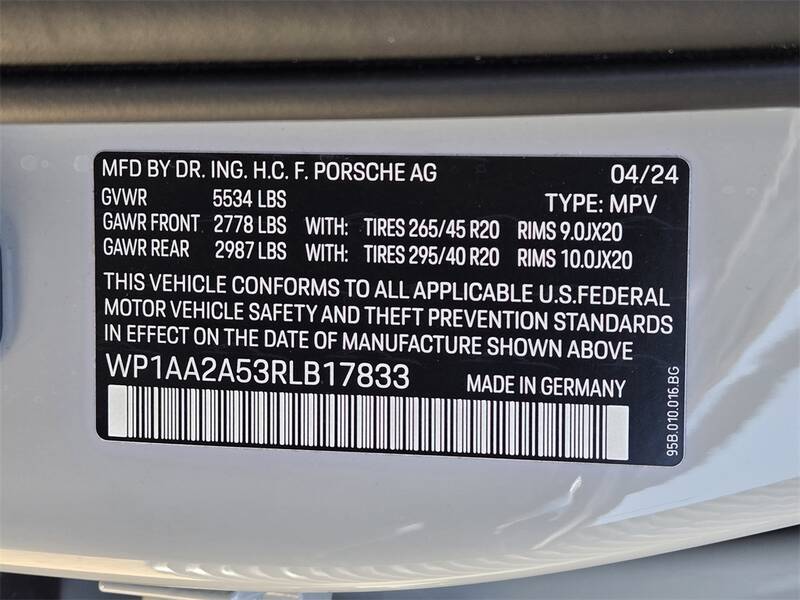 MFD BY DR. ING. H.C. F. PORSCHE AG 04/24
GVWR 5534 LBS TYPE: MPV
GAWR FRONT 2778 LBS WITH: TIRES 265/45 R20 RIMS 9.0JX20
GAWR REAR 2987 LBS WITH: TIRES 295/40 R20 RIMS 10.0JX20
THIS VEHICLE CONFORMS TO ALL APPLICABLE U.S.FEDERAL
MOTOR VEHICLE SAFETY AND THEFT PREVENTION STANDARDS
IN EFFECT ON THE DATE OF MANUFACTURE SHOWN ABOVE
WP1AA2A53RLB17833 MADE IN GERMANY
95B.010.016.BG